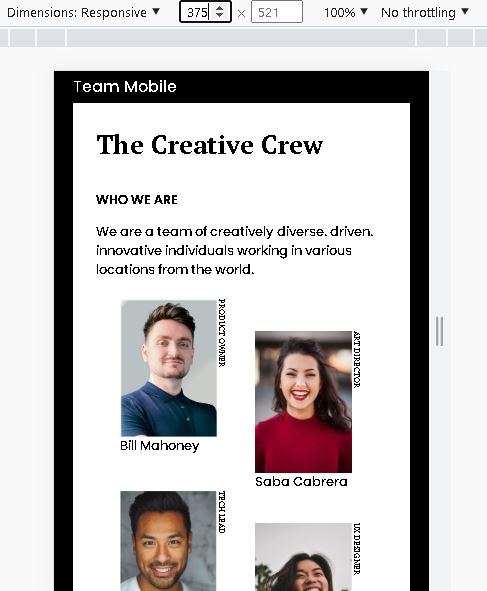 Dimensions: Responsive ▼ 375 × 521 100% ▼ No throttling ▼
Team Mobile
The Creative Crew
WHO WE ARE
We are a team of creatively diverse. driven.
innovative individuals working in various
locations from the world.
PRODUCT OWNER
Bill Mahoney
ART DIRECTOR
Saba Cabrera
TECH LEAD
UX DESIGNER